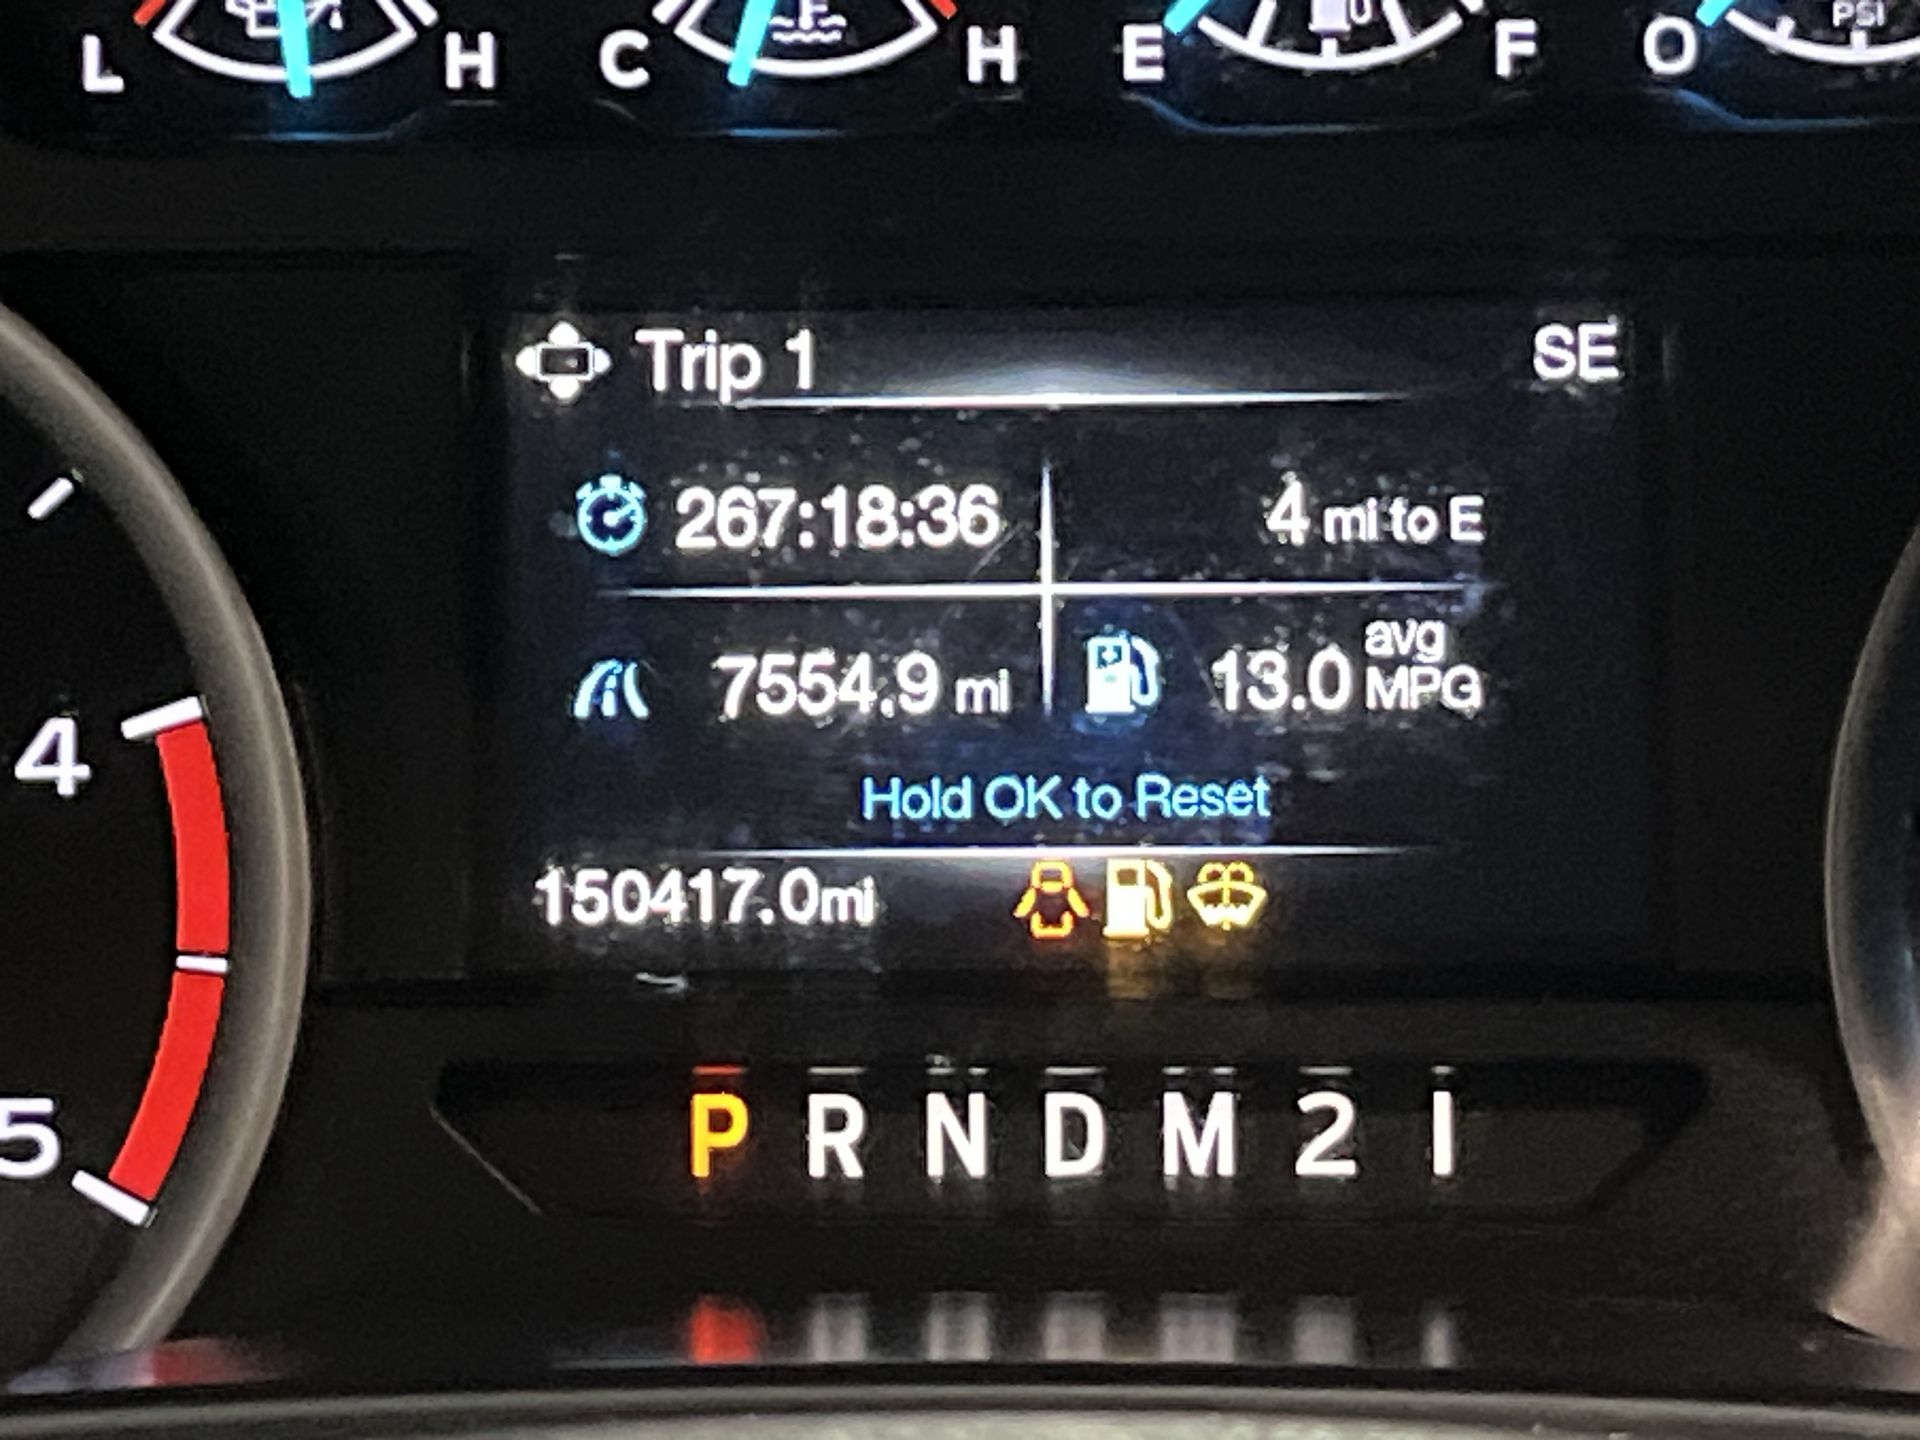 L H C H E F O PSI
Trip 1 SE
267:18:36 4 mi to E
7554.9 mi 13.0 avg MPG
Hold OK to Reset
150417.0mi
4
5
P R N D M 2 1